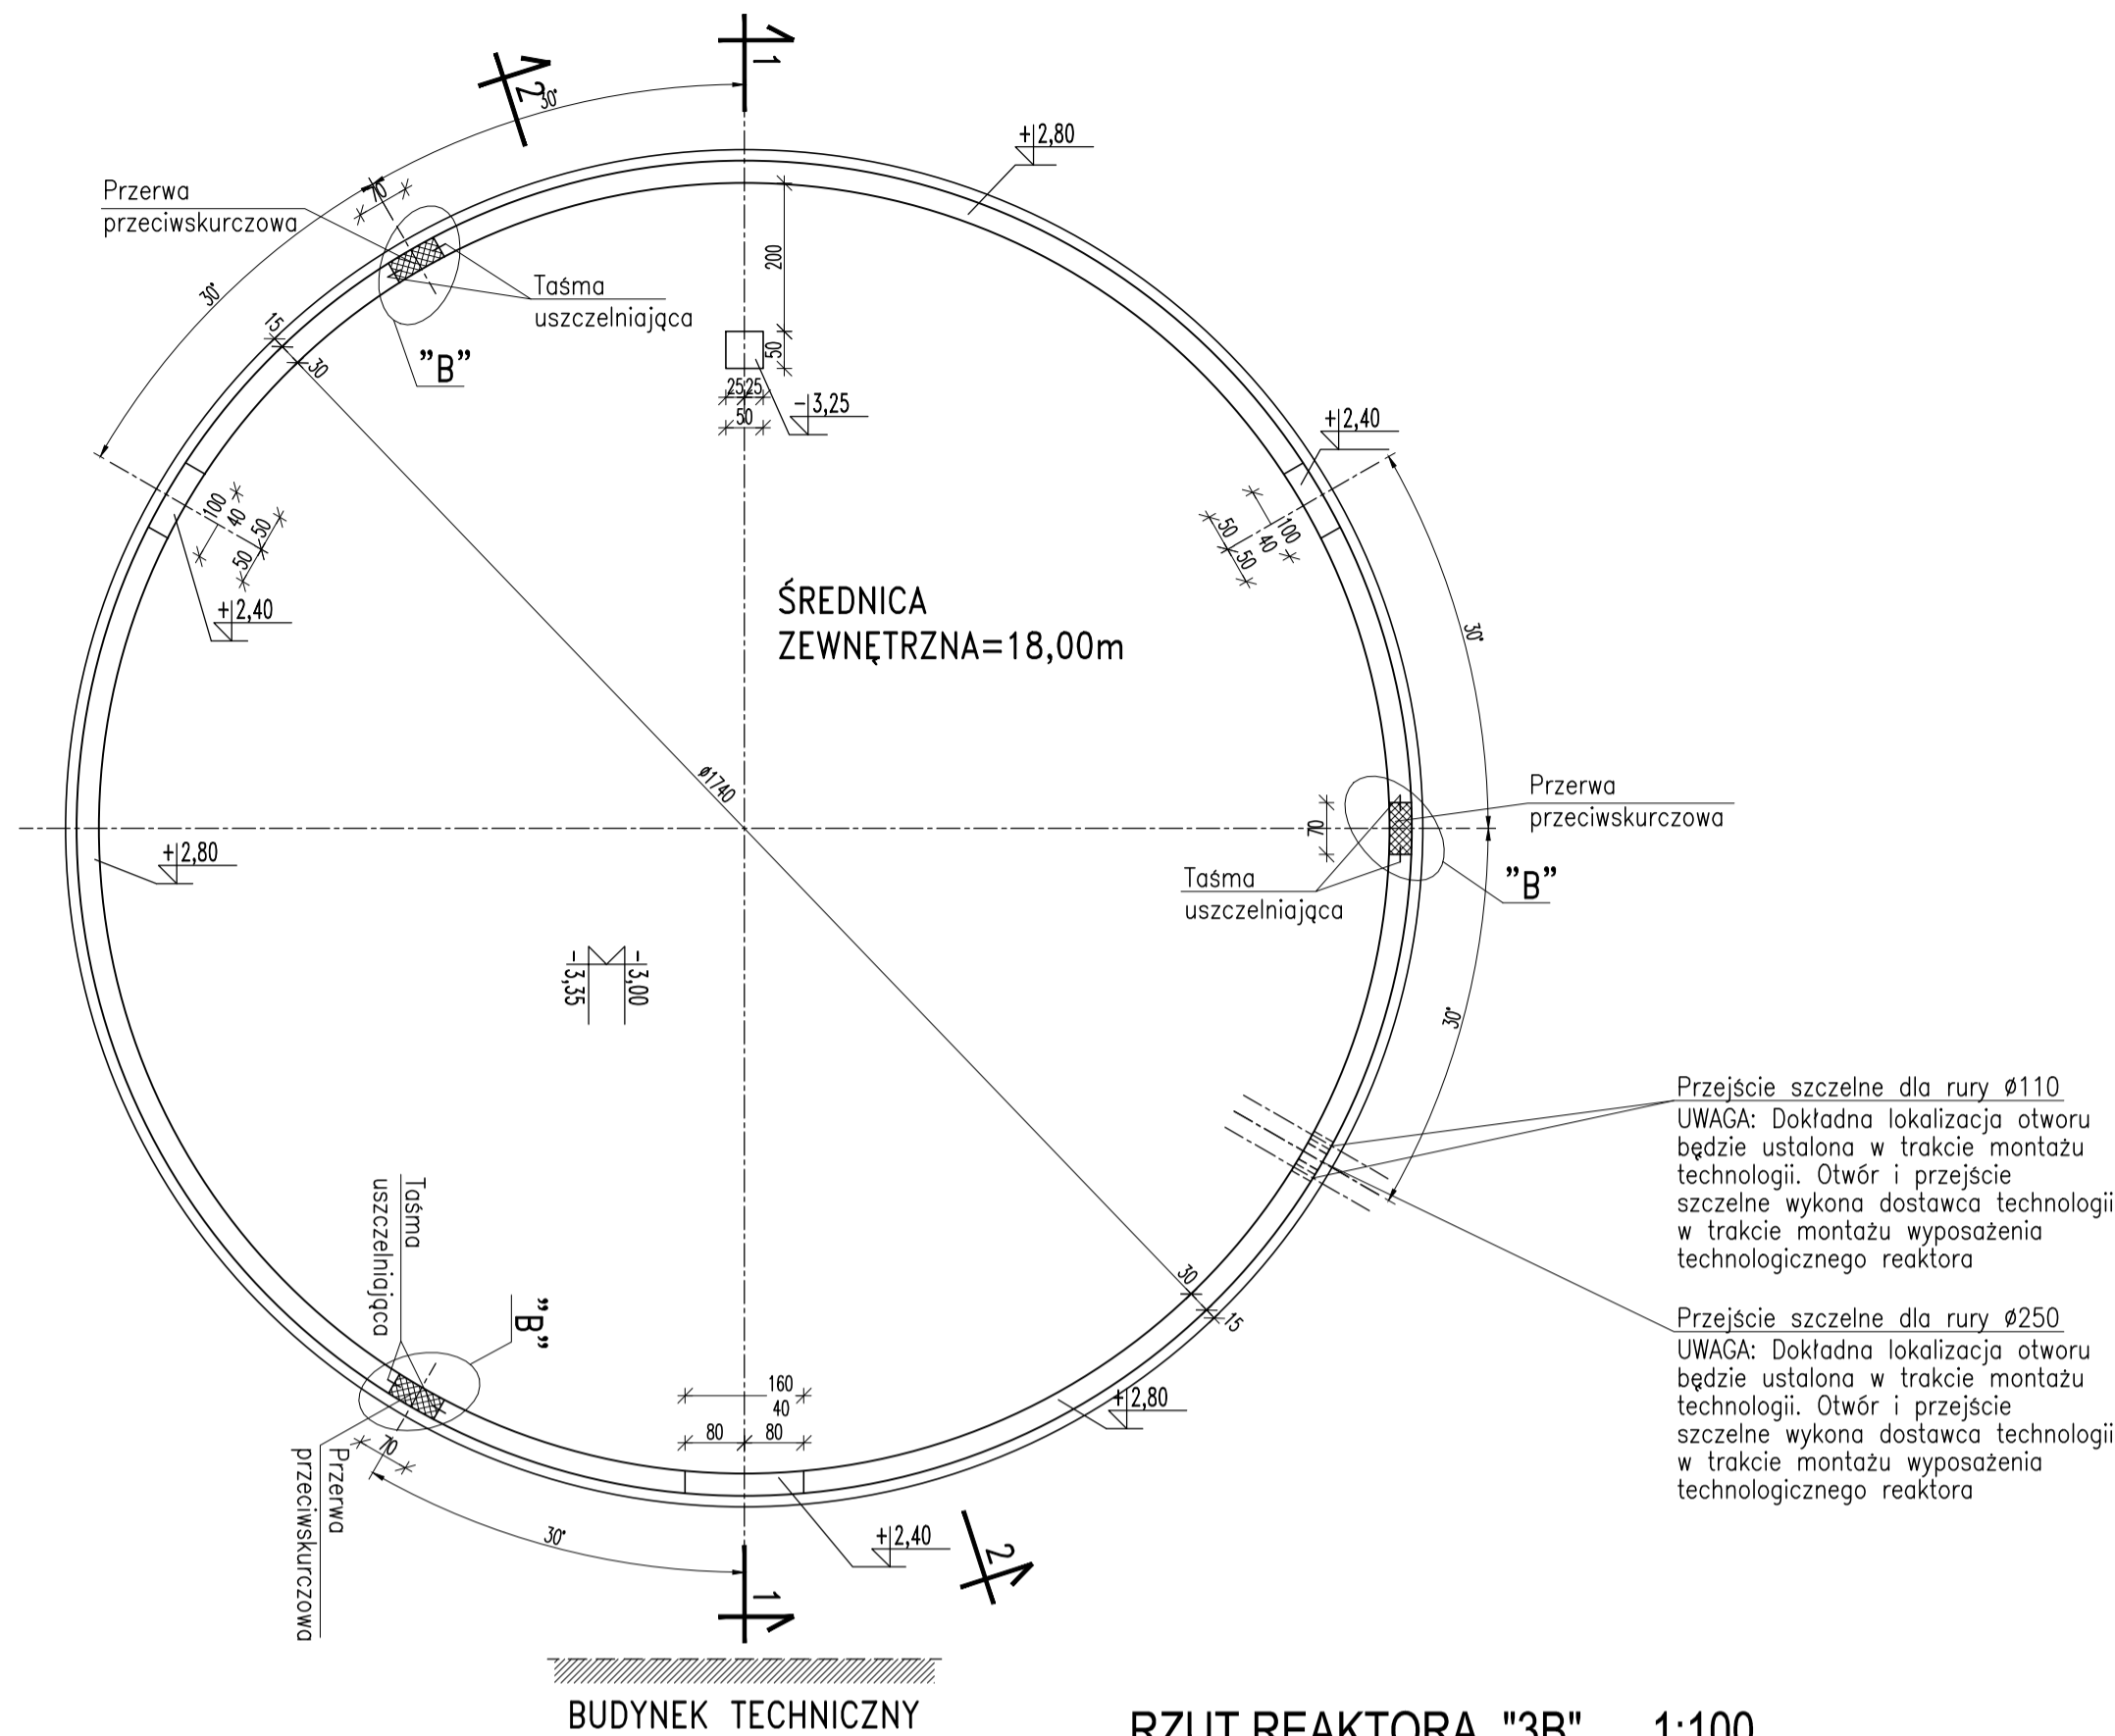 1
2
30°
+2,80
70
Przerwa
przeciwskurczowa
Taśma
uszczelniająca
"B"
30°
15
30
200
50
25 25
50
-3,25
+2,40
100
40
50
50
+2,40
50
50
100
40
30°
ŚREDNICA
ZEWNĘTRZNA=18,00m
ø1740
Przerwa
przeciwskurczowa
70
Taśma
uszczelniająca
"B"
+2,80
-3,35
-3,00
30°
Przejście szczelne dla rury ø110
UWAGA: Dokładna lokalizacja otworu
będzie ustalona w trakcie montażu
technologii. Otwór i przejście
szczelne wykona dostawca technologii
w trakcie montażu wyposażenia
technologicznego reaktora
Przejście szczelne dla rury ø250
UWAGA: Dokładna lokalizacja otworu
będzie ustalona w trakcie montażu
technologii. Otwór i przejście
szczelne wykona dostawca technologii
w trakcie montażu wyposażenia
technologicznego reaktora
Taśma
uszczelniająca
"B"
30
15
160
40
80
80
+2,80
70
Przerwa
przeciwskurczowa
30°
+2,40
2
1
BUDYNEK TECHNICZNY
RZUT REAKTORA "3B" 1:100